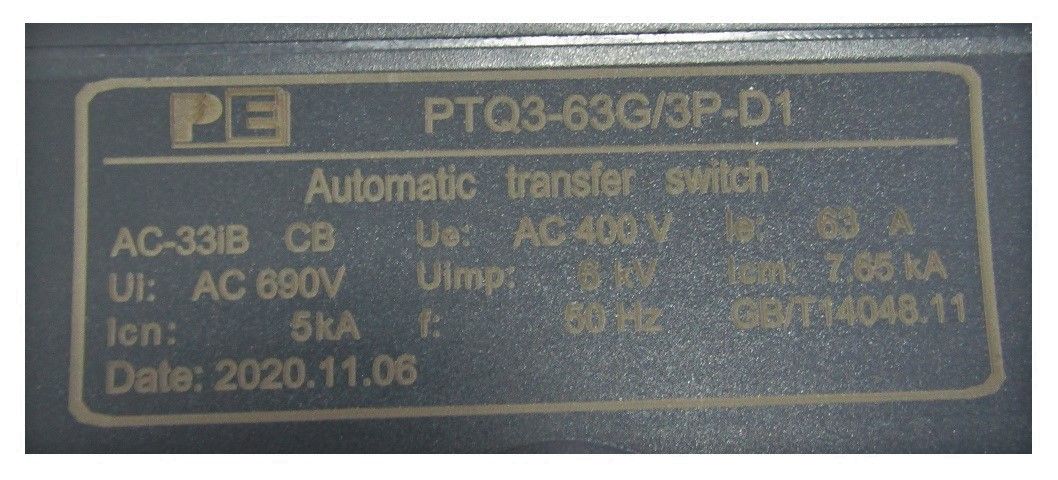 PE PTQ3-63G/3P-D1
Automatic transfer switch
AC-33iB CB Ue: AC 400 V Ie: 63 A
Ui: AC 690V Uimp: 6 kV Icm: 7.65 kA
Icn: 5kA f: 50 Hz GB/T14048.11
Date: 2020.11.06